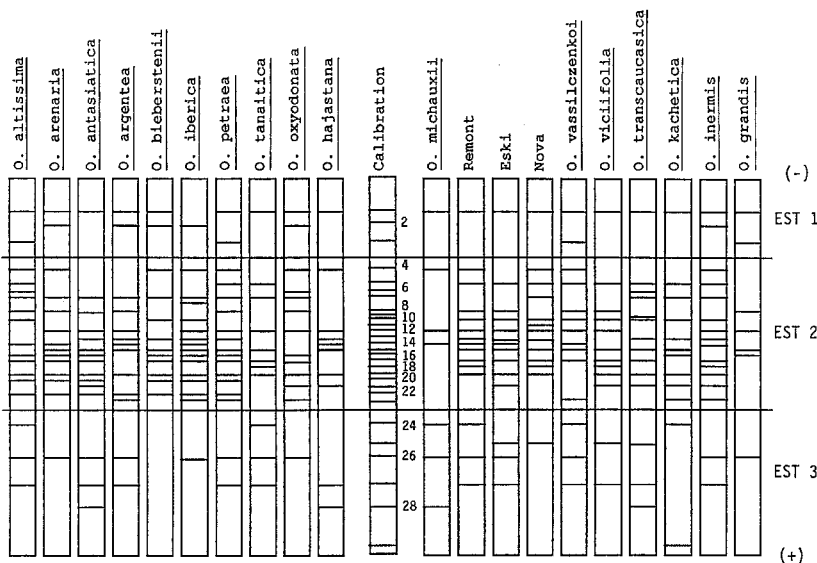 O. altissima
O. arenaria
O. antasiatica
O. argentea
O. bieberstenii
O. iberica
O. petraea
O. tanaitica
O. oxyodonata
O. hajastana
Calibration
O. michauxii
Remont
Eski
Nova
O. vassilczenkoi
O. viciifolia
O. transcaucasica
O. kachetica
O. inermis
O. grandis
(-)
2
EST 1
4
6
8
10
12
14
16
18
20
22
EST 2
24
26
28
EST 3
(+)